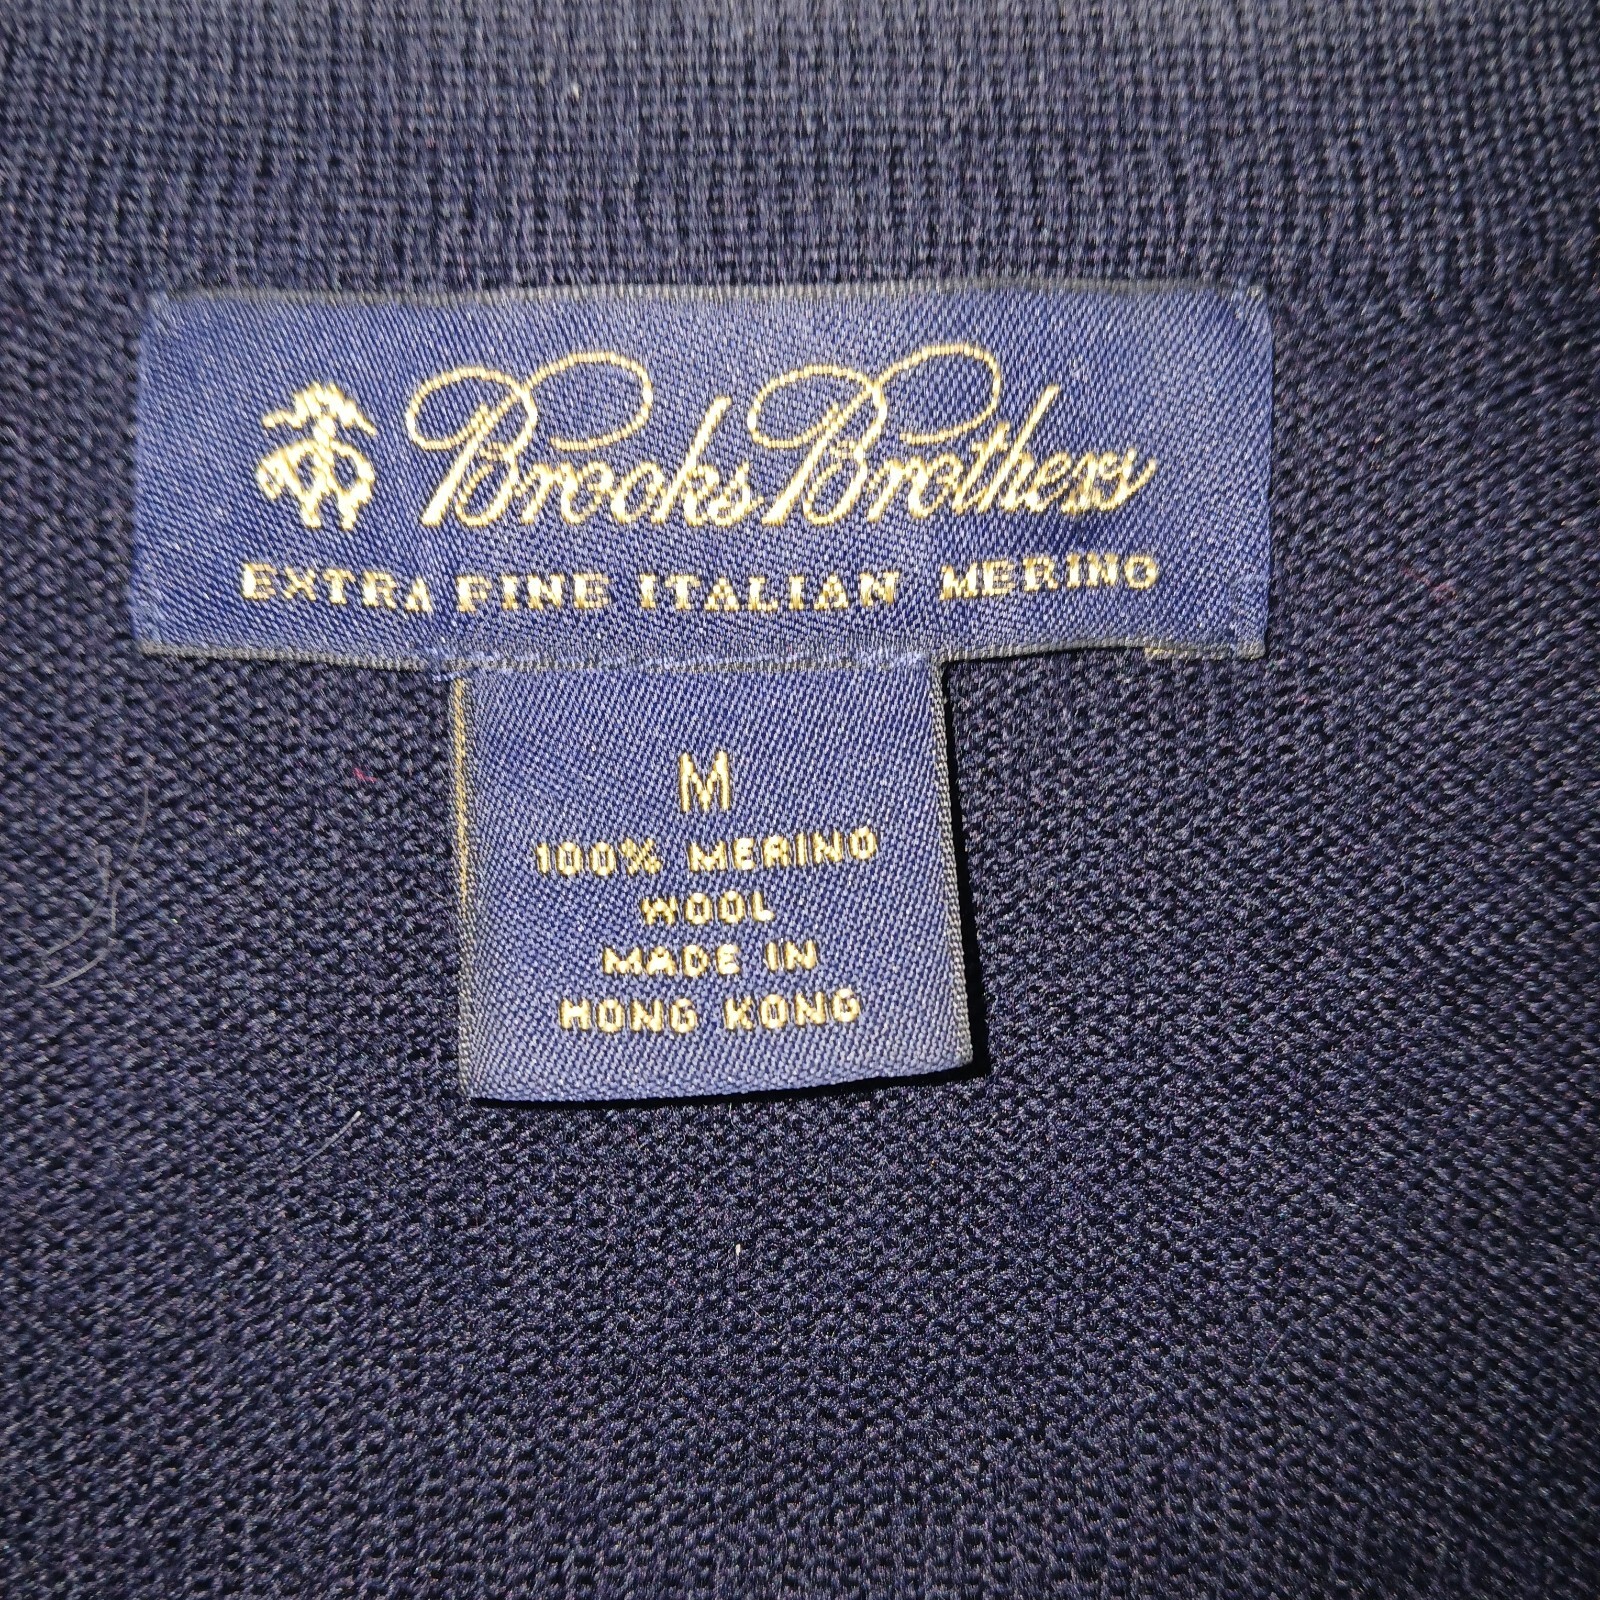 Brooks Brothers
EXTRA FINE ITALIAN MERINO
M
100% MERINO
WOOL
MADE IN
HONG KONG